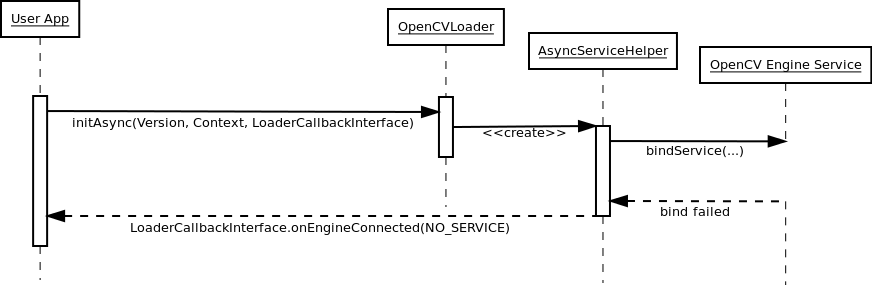 User App
OpenCVLoader
AsyncServiceHelper
OpenCV Engine Service
initAsync(Version, Context, LoaderCallbackInterface)
<<create>>
bindService(...)
bind failed
LoaderCallbackInterface.onEngineConnected(NO_SERVICE)